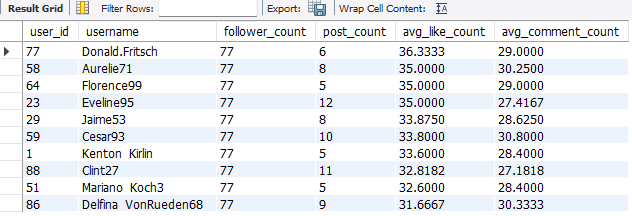 Result Grid Filter Rows: Export: Wrap Cell Content:
user_id username follower_count post_count avg_like_count avg_comment_count
77 Donald.Fritsch 77 6 36.3333 29.0000
58 Aurelie71 77 8 35.0000 30.2500
64 Florence99 77 5 35.0000 29.0000
23 Eveline95 77 12 35.0000 27.4167
29 Jaime53 77 8 33.8750 28.6250
59 Cesar93 77 10 33.8000 30.8000
1 Kenton_Kirlin 77 5 33.6000 28.4000
88 Clint27 77 11 32.8182 27.1818
51 Mariano_Koch3 77 5 32.6000 28.4000
86 Delfina_VonRueden68 77 9 31.6667 30.3333